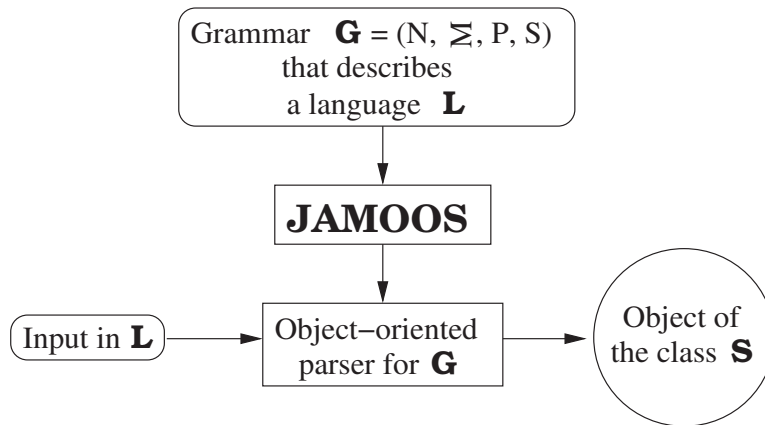 Grammar G = (N, Σ, P, S)
that describes
a language L
JAMOOS
Input in L
Object-oriented
parser for G
Object of
the class S